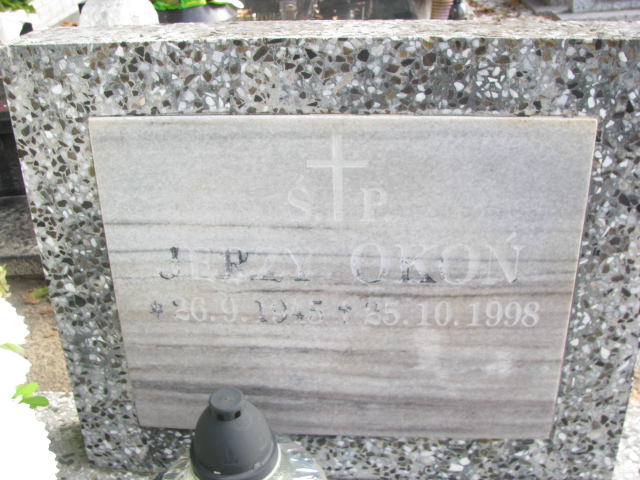 Ś. P.
JERZY OKOŃ
* 26.9.1945 † 25.10.1998